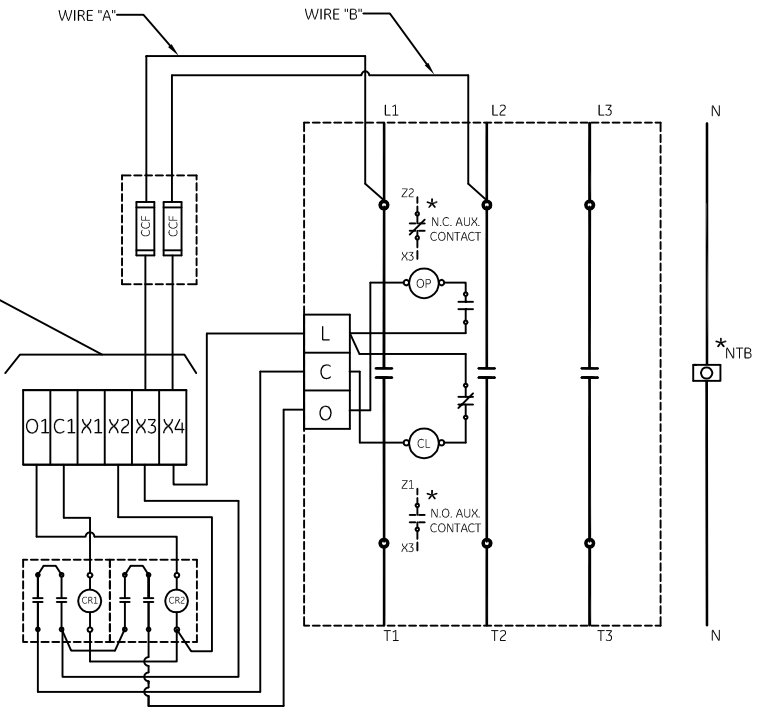 WIRE "A"
WIRE "B"
L1
L2
L3
N
CCF
CCF
Z2
*
N.C. AUX.
CONTACT
X3
OP
L
C
O
*
NTB
O1 C1 X1 X2 X3 X4
CL
Z1
*
N.O. AUX.
CONTACT
X3
CR1
CR2
T1
T2
T3
N